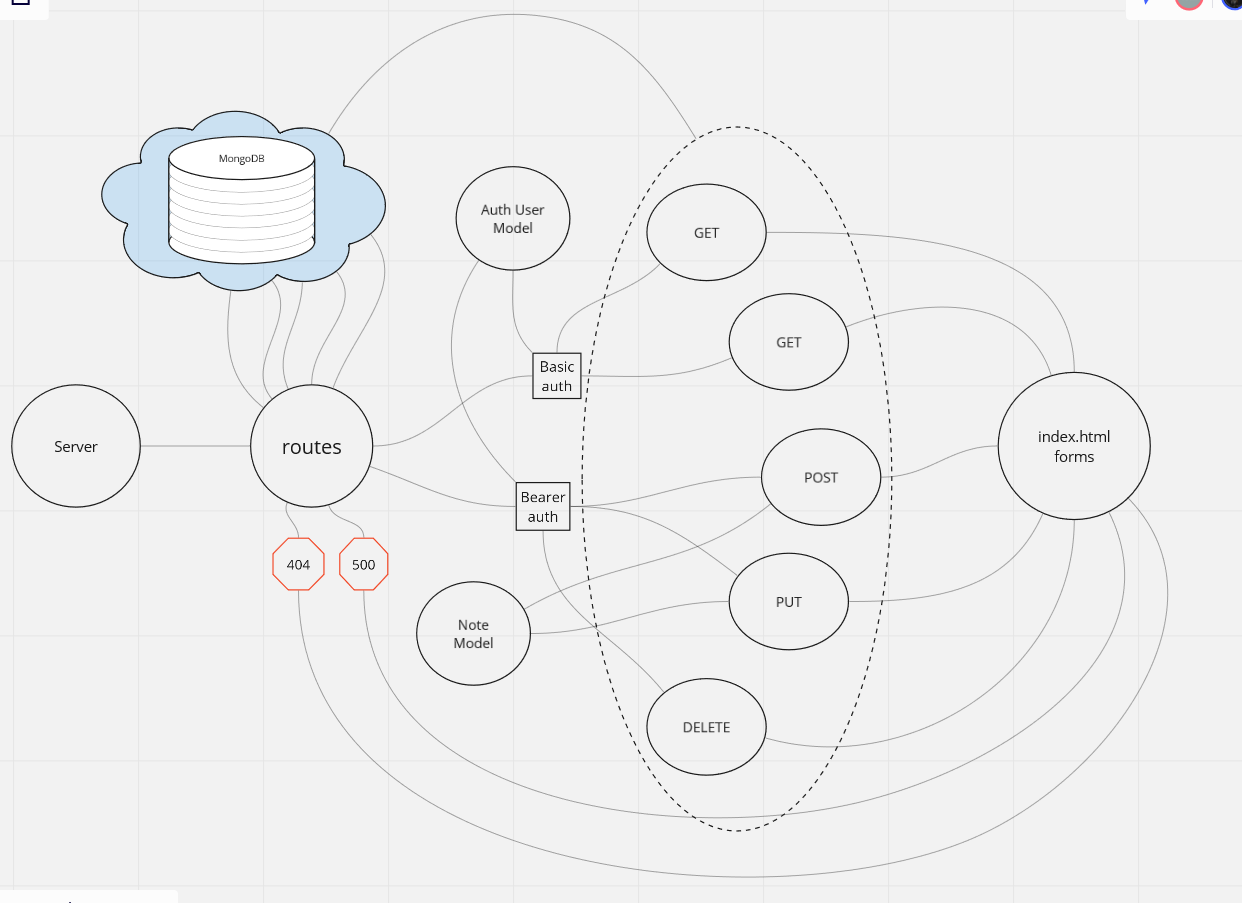 MongoDB
Auth User
Model
GET
GET
Basic
auth
Server
routes
index.html
forms
POST
Bearer
auth
404
500
Note
Model
PUT
DELETE